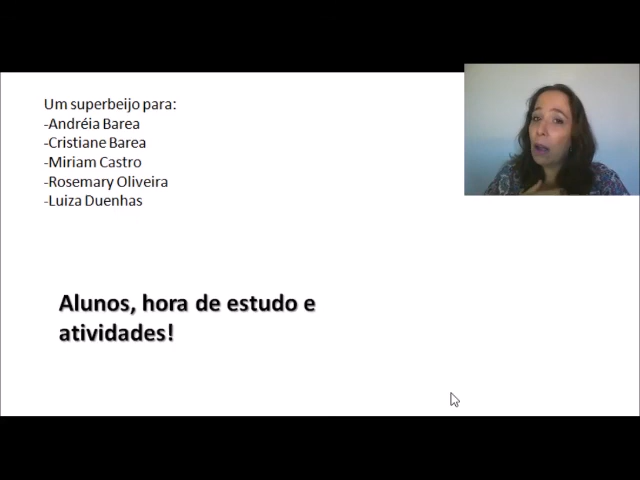 Um superbeijo para:
-Andréia Barea
-Cristiane Barea
-Miriam Castro
-Rosemary Oliveira
-Luiza Duenhas
Alunos, hora de estudo e
atividades!